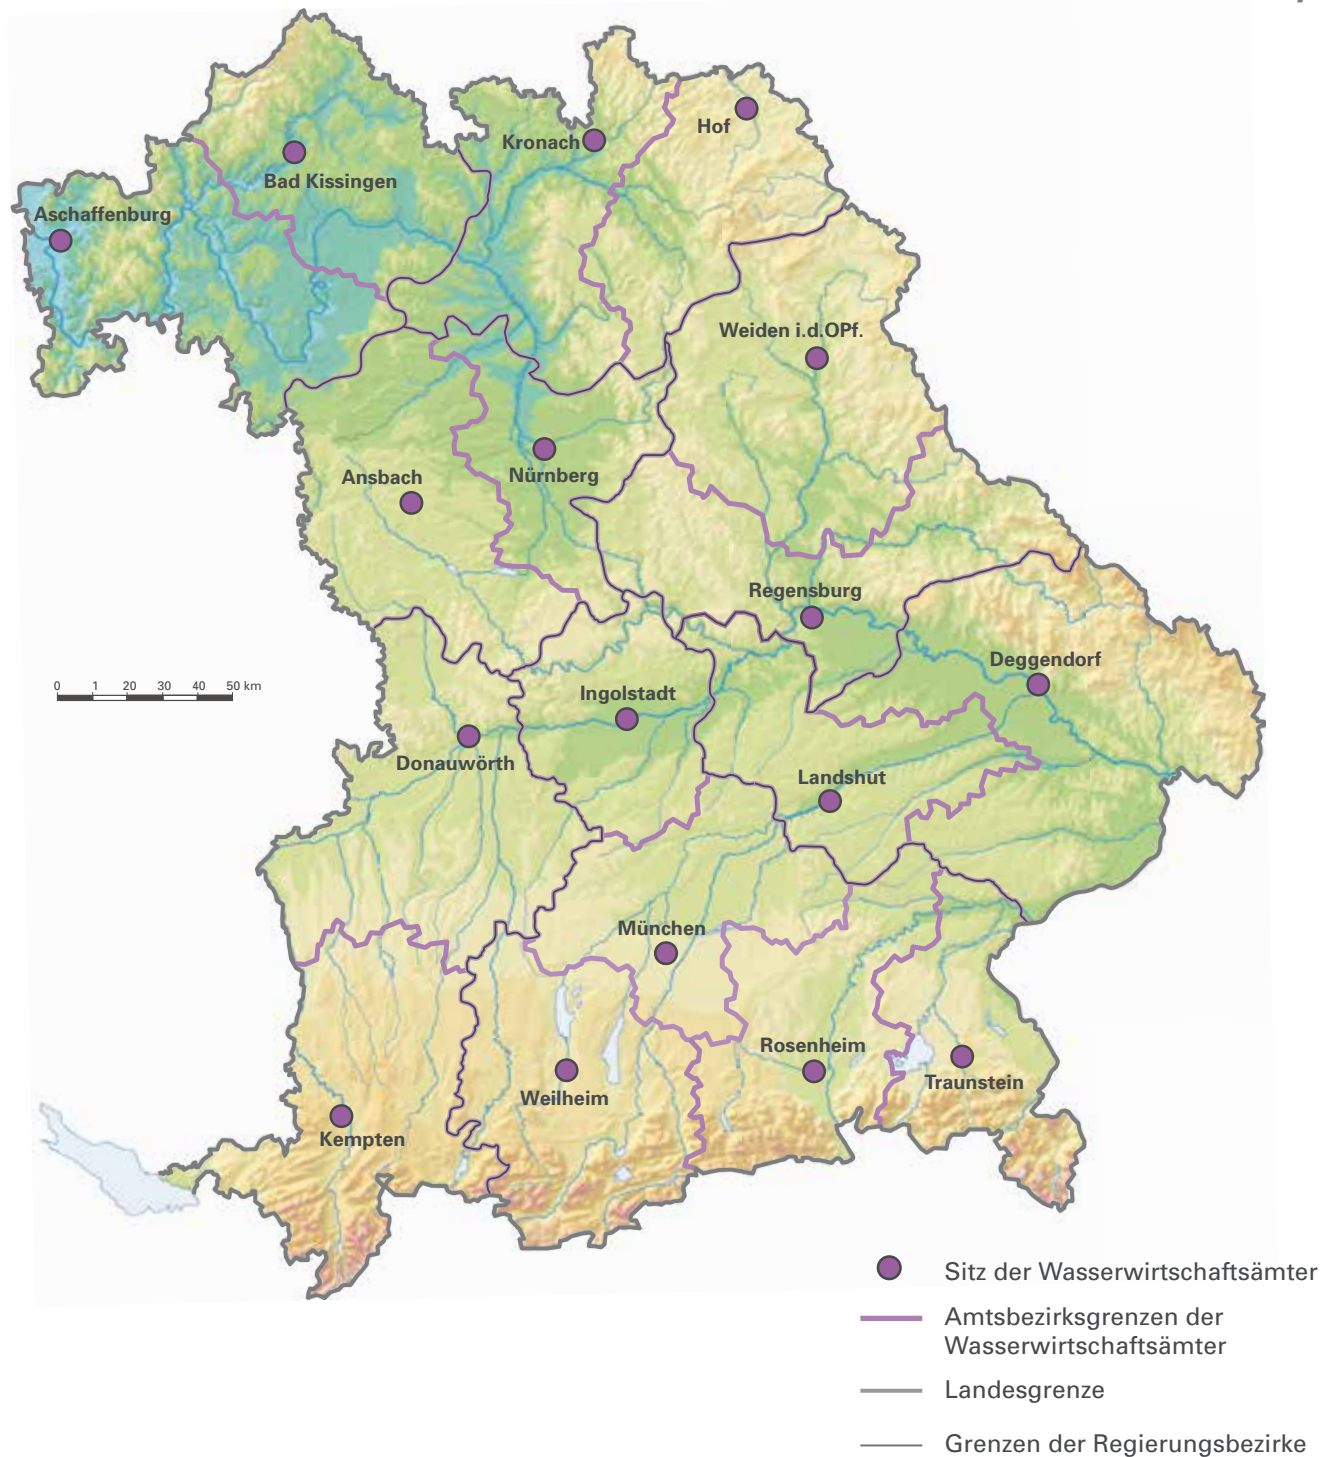 Hof
Kronach
Bad Kissingen
Aschaffenburg
Weiden i.d.OPf.
Ansbach
Nürnberg
Regensburg
Deggendorf
0 1 20 30 40 50 km
Ingolstadt
Donauwörth
Landshut
München
Rosenheim
Traunstein
Weilheim
Kempten
Sitz der Wasserwirtschaftsämter
Amtsbezirksgrenzen der
Wasserwirtschaftsämter
Landesgrenze
Grenzen der Regierungsbezirke